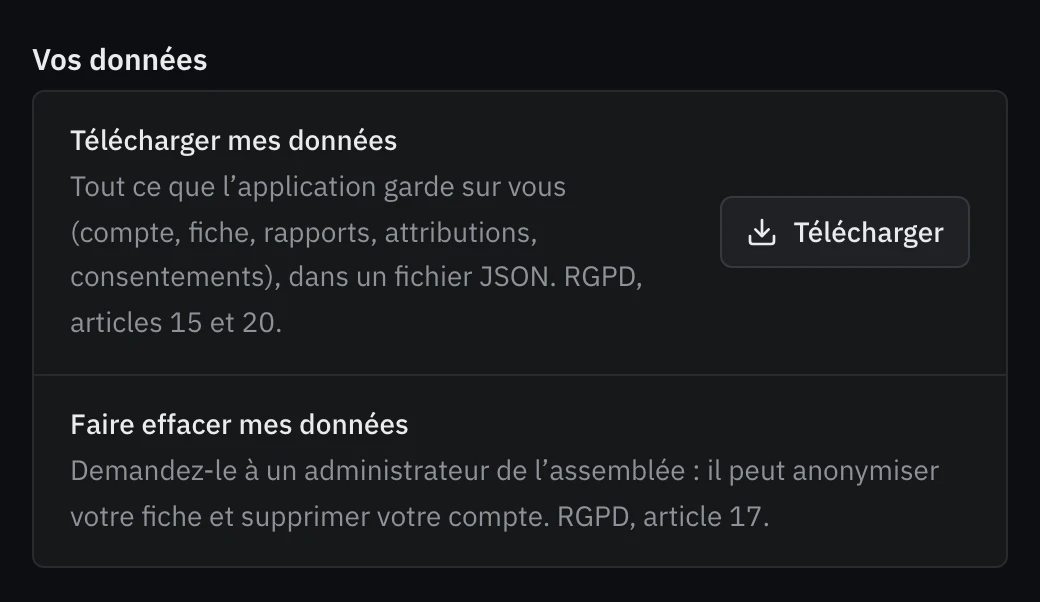 Vos données
Télécharger mes données
Tout ce que l’application garde sur vous
(compte, fiche, rapports, attributions,
consentements), dans un fichier JSON. RGPD,
articles 15 et 20.
Télécharger
Faire effacer mes données
Demandez-le à un administrateur de l’assemblée : il peut anonymiser
votre fiche et supprimer votre compte. RGPD, article 17.